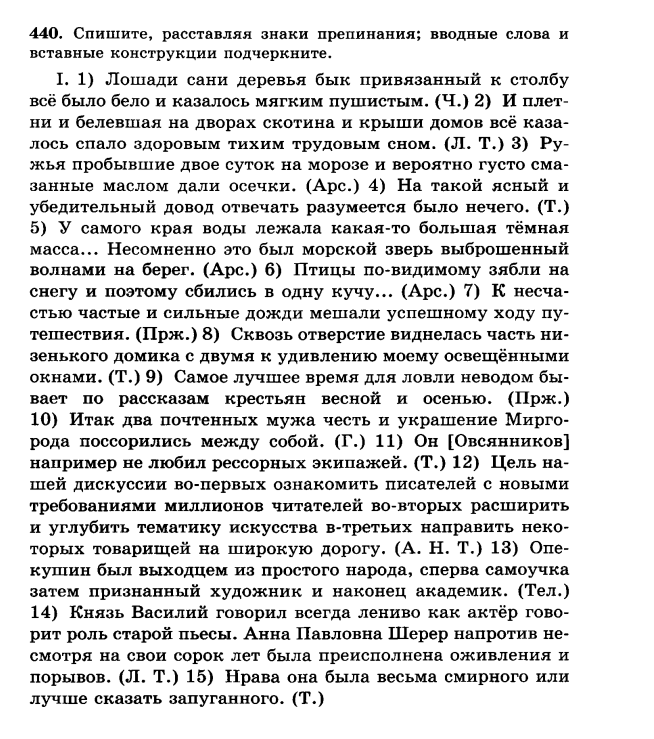 440. Спишите, расставляя знаки препинания; вводные слова и
вставные конструкции подчеркните.
I. 1) Лошади сани деревья бык привязанный к столбу
всё было бело и казалось мягким пушистым. (Ч.) 2) И плет-
ни и белевшая на дворах скотина и крыши домов всё каза-
лось спало здоровым тихим трудовым сном. (Л. Т.) 3) Ру-
жья пробывшие двое суток на морозе и вероятно густо сма-
занные маслом дали осечки. (Арс.) 4) На такой ясный и
убедительный довод отвечать разумеется было нечего. (Т.)
5) У самого края воды лежала какая-то большая тёмная
масса... Несомненно это был морской зверь выброшенный
волнами на берег. (Арс.) 6) Птицы по-видимому зябли на
снегу и поэтому сбились в одну кучу... (Арс.) 7) К несча-
стью частые и сильные дожди мешали успешному ходу пу-
тешествия. (Прж.) 8) Сквозь отверстие виднелась часть ни-
зенького домика с двумя к удивлению моему освещёнными
окнами. (Т.) 9) Самое лучшее время для ловли неводом бы-
вает по рассказам крестьян весной и осенью. (Прж.)
10) Итак два почтенных мужа честь и украшение Мирго-
рода поссорились между собой. (Г.) 11) Он [Овсянников]
например не любил рессорных экипажей. (Т.) 12) Цель на-
шей дискуссии во-первых ознакомить писателей с новыми
требованиями миллионов читателей во-вторых расширить
и углубить тематику искусства в-третьих направить неко-
торых товарищей на широкую дорогу. (А. Н. Т.) 13) Опе-
кушин был выходцем из простого народа, сперва самоучка
затем признанный художник и наконец академик. (Тел.)
14) Князь Василий говорил всегда лениво как актёр гово-
рит роль старой пьесы. Анна Павловна Шерер напротив не-
смотря на свои сорок лет была преисполнена оживления и
порывов. (Л. Т.) 15) Нрава она была весьма смирного или
лучше сказать запуганного. (Т.)